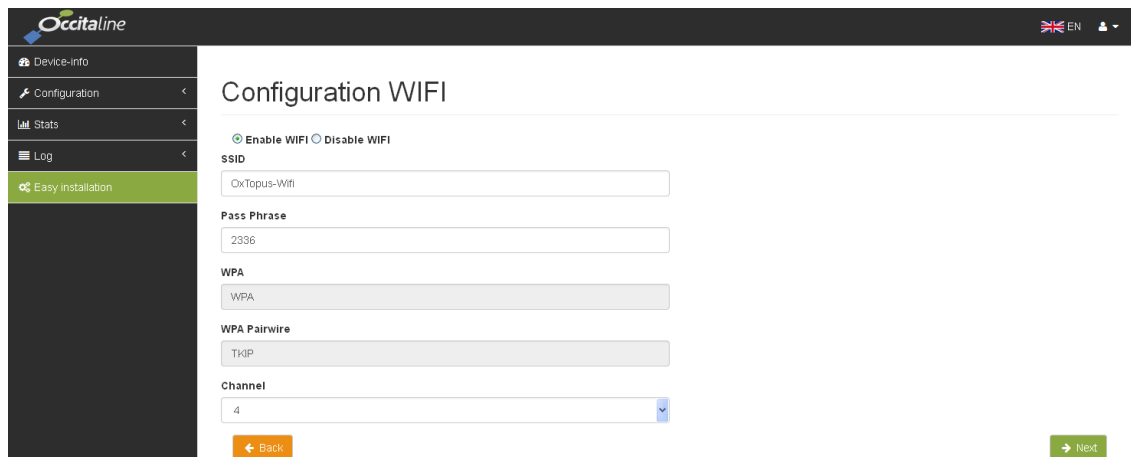 Occitaline
EN
Device-info
Configuration
Stats
Log
Easy installation
Configuration WIFI
Enable WIFI Disable WIFI
SSID
OxTopus-Wifi
Pass Phrase
2336
WPA
WPA
WPA Pairwire
TKIP
Channel
4
Back
Next